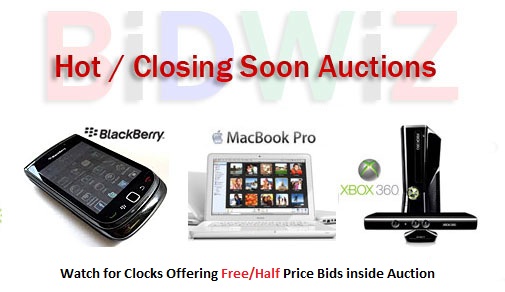 BiDWiZ
Hot / Closing Soon Auctions
BlackBerry.
MacBook Pro
XBOX 360
Watch for Clocks Offering Free/Half Price Bids inside Auction